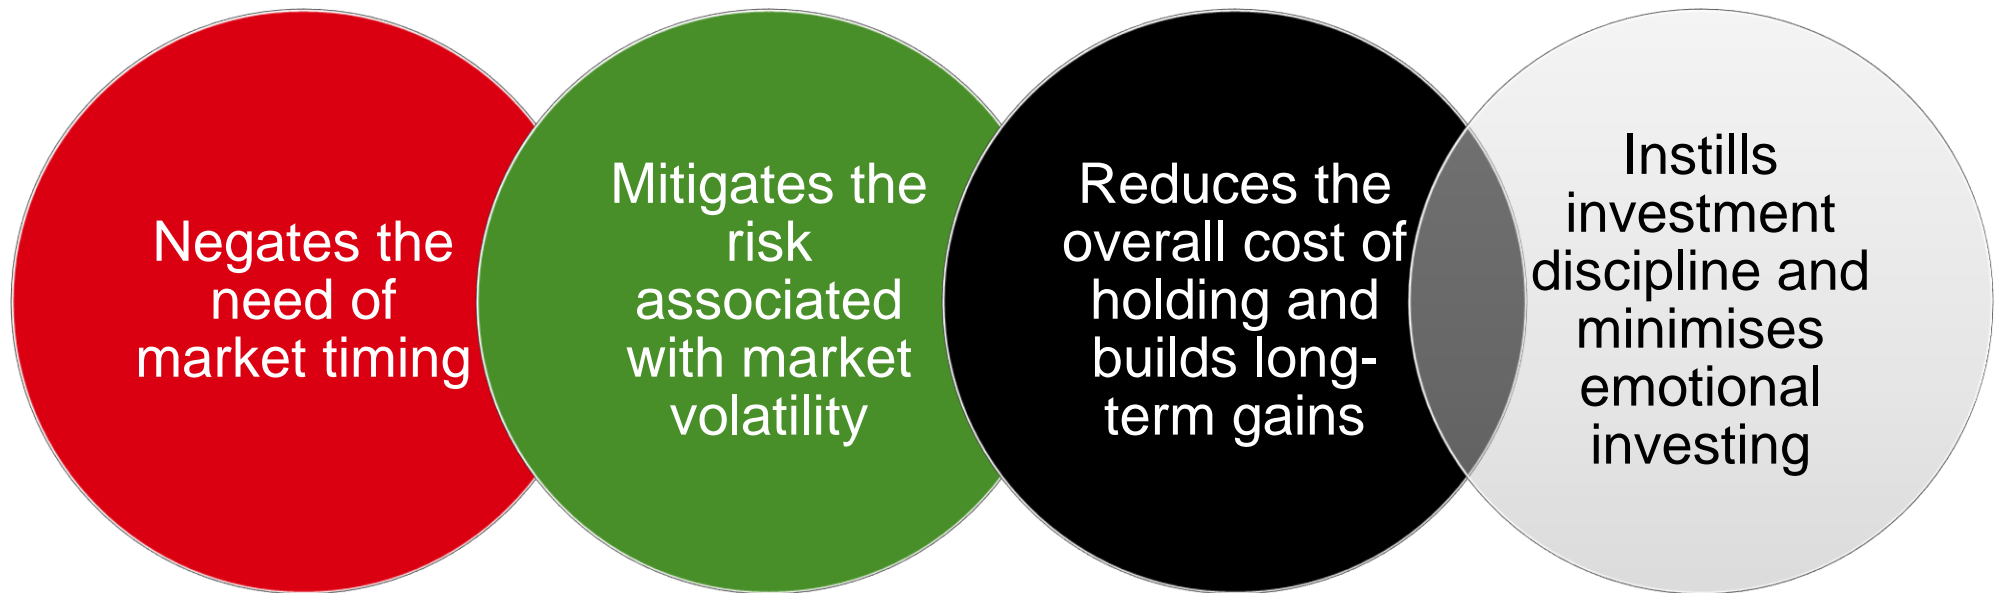 Negates the
need of
market timing
Mitigates the
risk
associated
with market
volatility
Reduces the
overall cost of
holding and
builds long-
term gains
Instills
investment
discipline and
minimises
emotional
investing